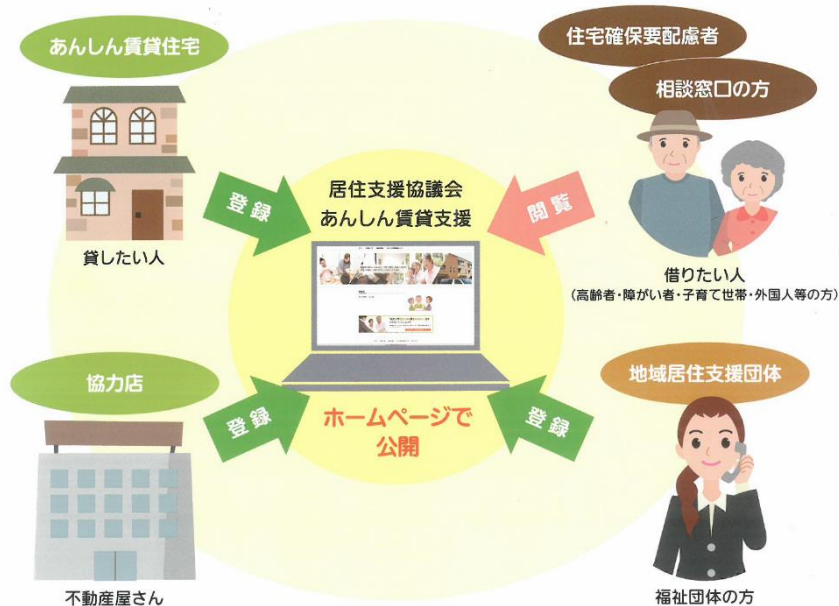 あんしん賃貸住宅
貸したい人
登録
住宅確保要配慮者
相談窓口の方
借りたい人
(高齢者・障がい者・子育て世帯・外国人等の方)
閲覧
居住支援協議会
あんしん賃貸支援
ホームページで
公開
協力店
不動産屋さん
登録
地域居住支援団体
福祉団体の方
登録